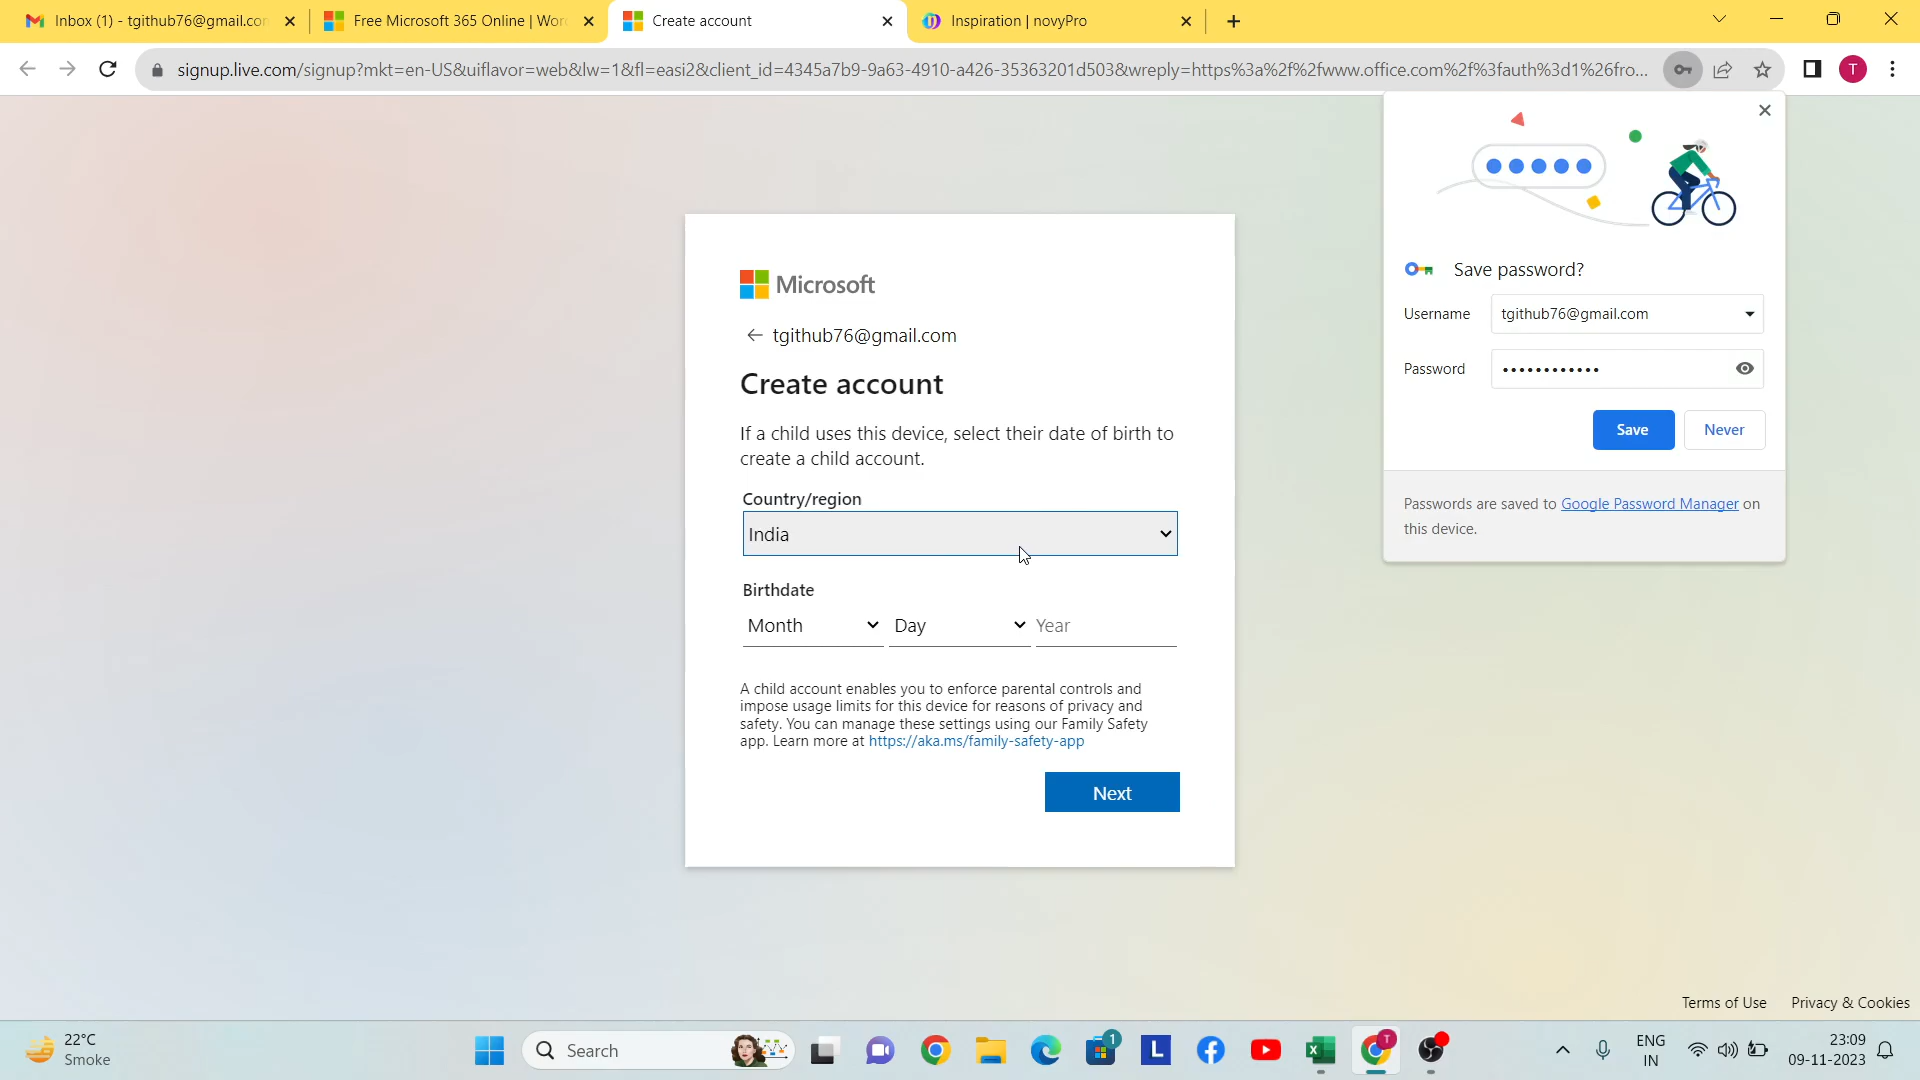 Inbox (1) - tgithub76@gmail.co
Free Microsoft 365 Online | Wor
Create account
Inspiration | novyPro
signup.live.com/signup?mkt=en-US&uiflavor=web&lw=1&fl=easi2&client_id=4345a7b9-9a63-4910-a426-35363201d503&wreply=https%3a%2f%2fwww.office.com%2f%3fauth%3d1%26fro...
T
Save password?
Username tgithub76@gmail.com
Password ••••••••••••
Save Never
Passwords are saved to Google Password Manager on
this device.
Microsoft
tgithub76@gmail.com
Create account
If a child uses this device, select their date of birth to
create a child account.
Country/region
India
Birthdate
Month Day Year
A child account enables you to enforce parental controls and
impose usage limits for this device for reasons of privacy and
safety. You can manage these settings using our Family Safety
app. Learn more at https://aka.ms/family-safety-app
Next
Terms of Use Privacy & Cookies
22°C
Smoke
Search
1
L
T
ENG
IN
23:09
09-11-2023